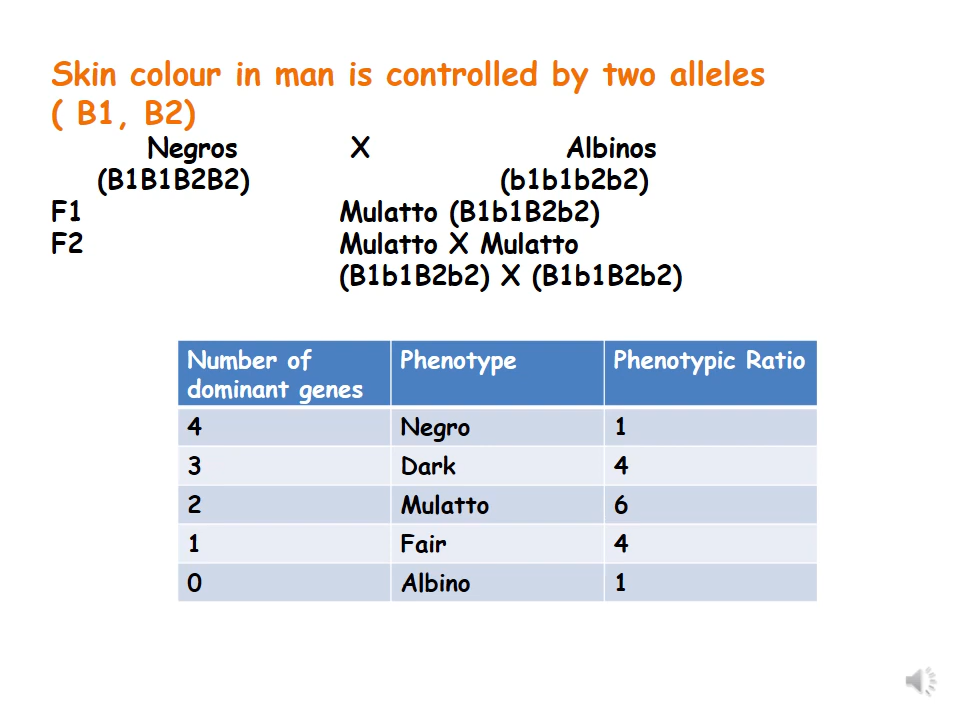 Skin colour in man is controlled by two alleles
( B1, B2)
Negros X Albinos
(B1B1B2B2) (b1b1b2b2)
F1 Mulatto (B1b1B2b2)
F2 Mulatto X Mulatto
(B1b1B2b2) X (B1b1B2b2)
Number of dominant genes Phenotype Phenotypic Ratio
4 Negro 1
3 Dark 4
2 Mulatto 6
1 Fair 4
0 Albino 1